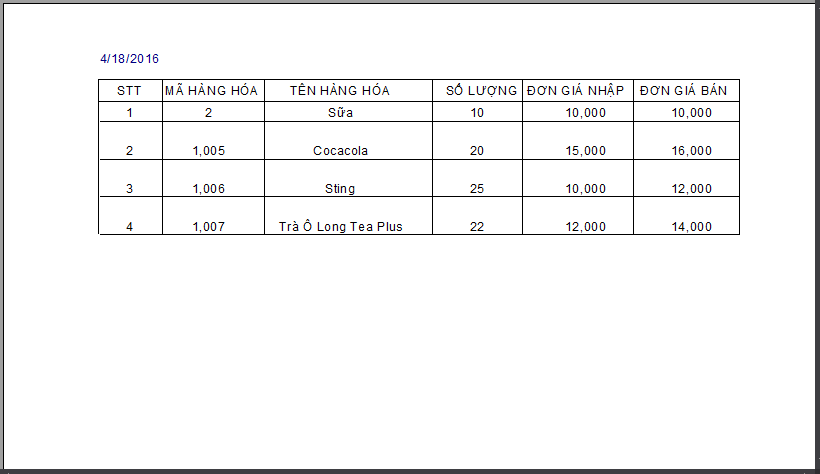 4/18/2016
STT MÃ HÀNG HÓA TÊN HÀNG HÓA SỐ LƯỢNG ĐƠN GIÁ NHẬP ĐƠN GIÁ BÁN
1 2 Sữa 10 10,000 10,000
2 1,005 Cocacola 20 15,000 16,000
3 1,006 Sting 25 10,000 12,000
4 1,007 Trà Ô Long Tea Plus 22 12,000 14,000